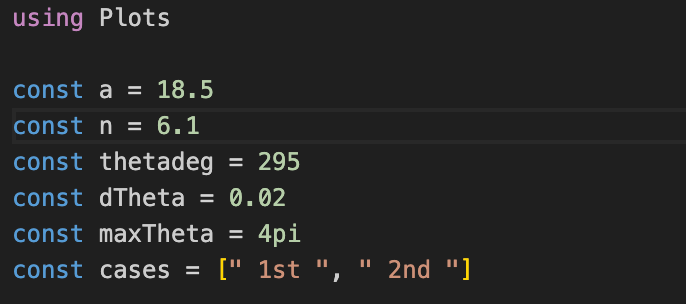 using Plots
const a = 18.5
const n = 6.1
const thetadeg = 295
const dTheta = 0.02
const maxTheta = 4pi
const cases = [" 1st ", " 2nd "]